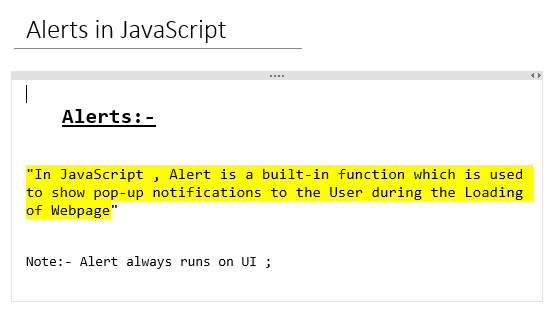 Alerts in JavaScript
Alerts:-
"In JavaScript , Alert is a built-in function which is used
to show pop-up notifications to the User during the Loading
of Webpage"
Note:- Alert always runs on UI ;